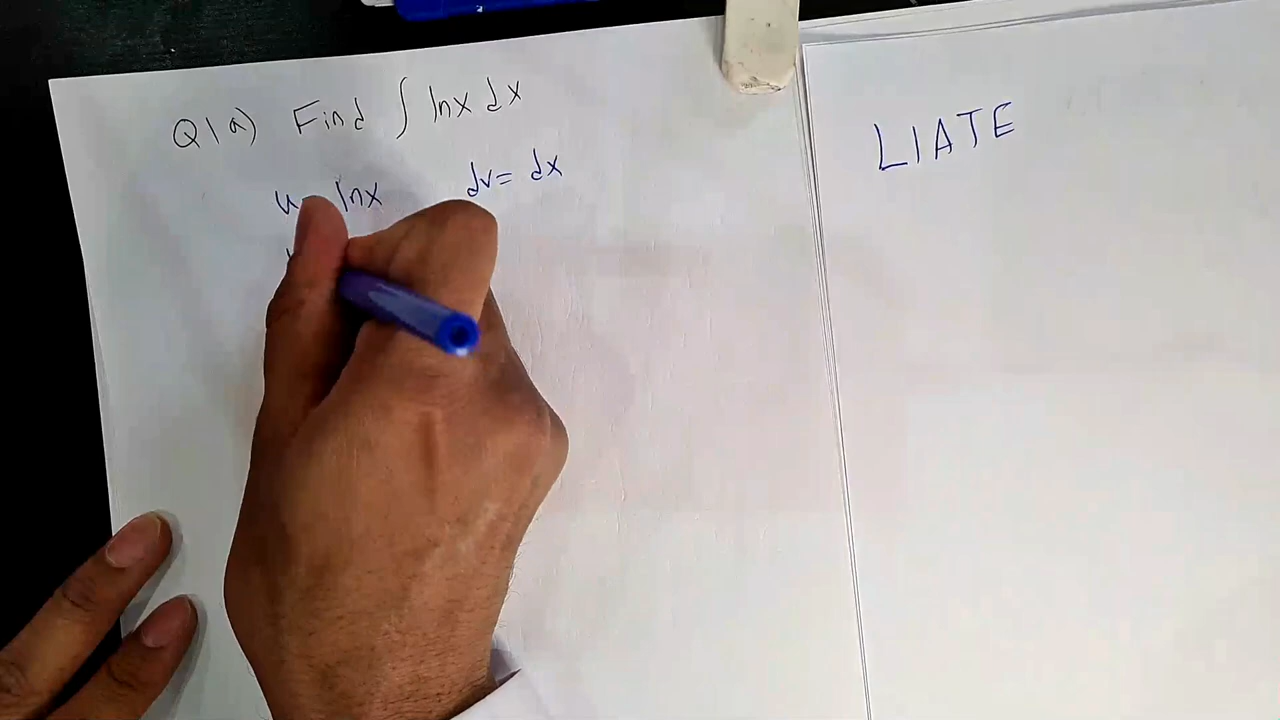 Q1a) Find ∫ lnx dx
u= lnx dv= dx
LIATE